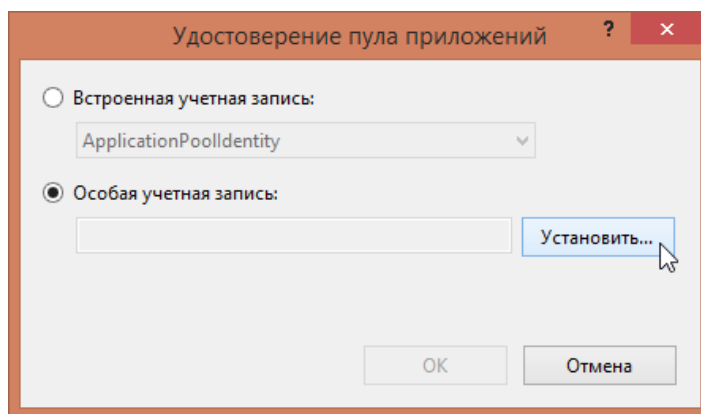 Удостоверение пула приложений
?
Встроенная учетная запись:
ApplicationPoolIdentity
Особая учетная запись:
Установить...
OK
Отмена